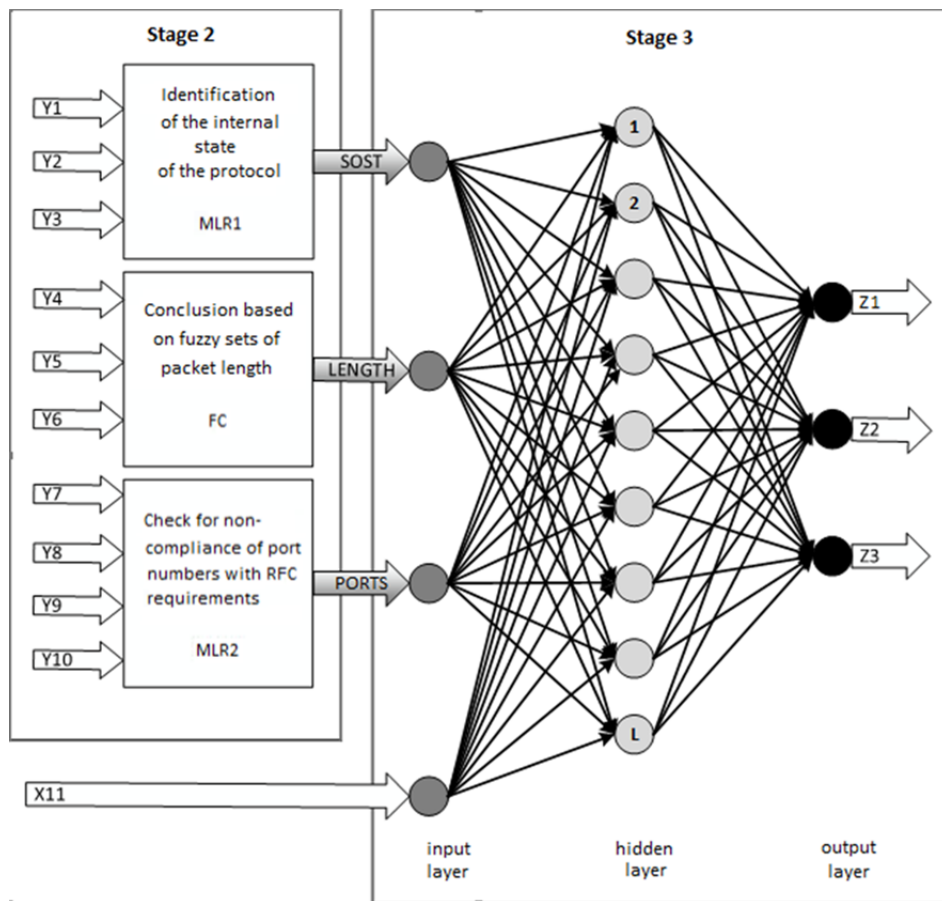 Stage 2
Stage 3
Y1
Y2
Y3
Identification
of the internal
state
of the protocol
MLR1
SOST
Y4
Y5
Y6
Conclusion based
on fuzzy sets of
packet length
FC
LENGTH
Y7
Y8
Y9
Y10
Check for non-
compliance of port
numbers with RFC
requirements
MLR2
PORTS
X11
1
2
L
Z1
Z2
Z3
input
layer
hidden
layer
output
layer